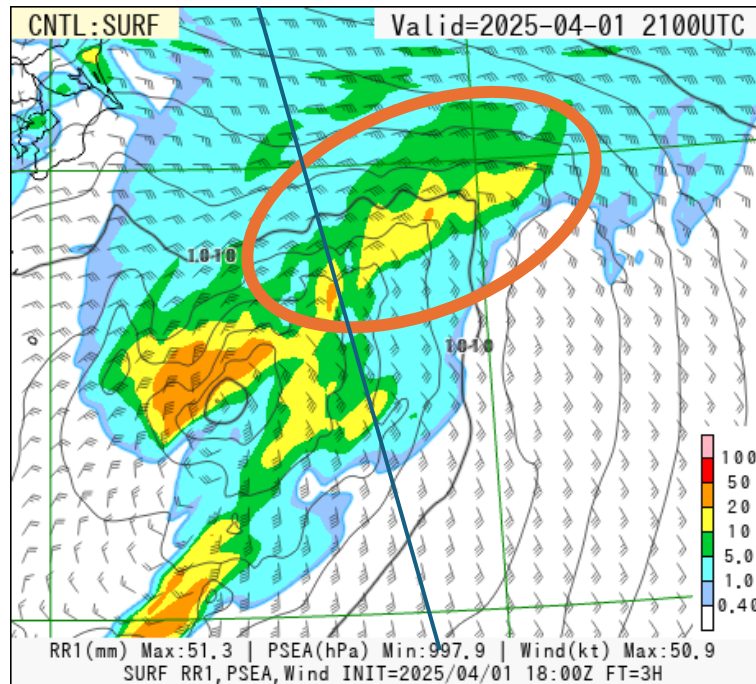 CNTL:SURF
Valid=2025-04-01 2100UTC
1010
1010
100
50
20
10
5.0
1.0
0.40
RR1(mm) Max:51.3 | PSEA(hPa) Min:997.9 | Wind(kt) Max:50.9
SURF RR1,PSEA,Wind INIT=2025/04/01 18:00Z FT=3H